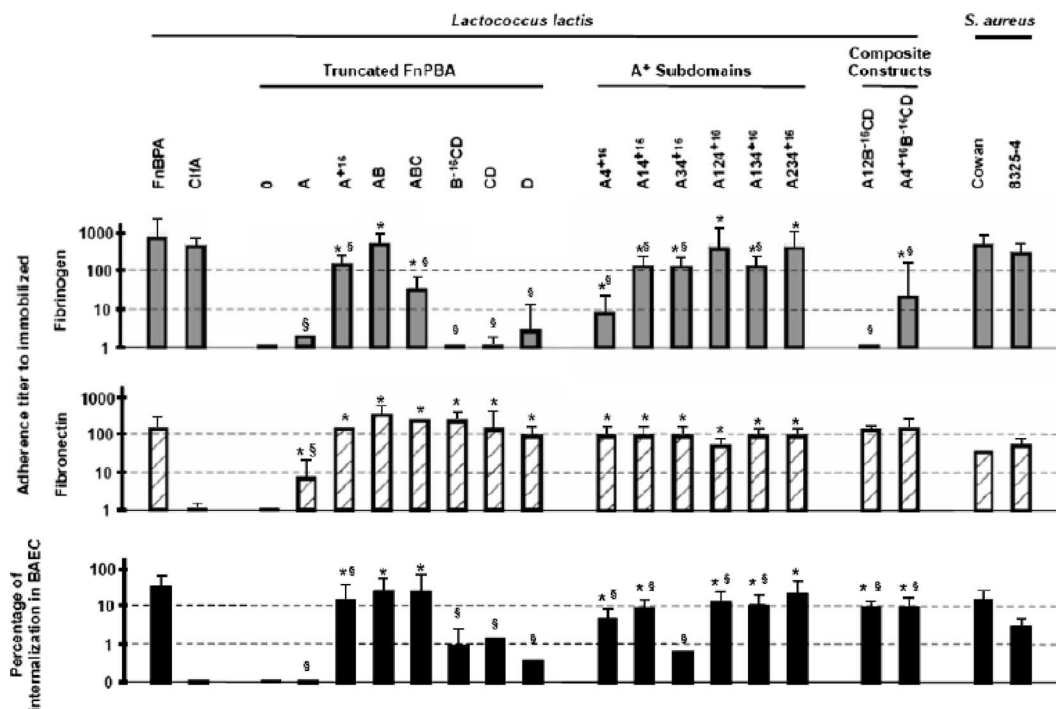 Lactococcus lactis S. aureus
Truncated FnPBA A⁺ Subdomains Composite Constructs
FnBPA ClfA 0 A A⁺¹⁶ AB ABC B⁻¹⁶CD CD D A4⁺¹⁶ A14⁺¹⁶ A34⁺¹⁶ A124⁺¹⁶ A134⁺¹⁶ A234⁺¹⁶ A12B⁻¹⁶CD A4⁺¹⁶B⁻¹⁶CD Cowan 8325-4
Adherence titer to immobilized
Fibrinogen
1000
100
10
1
* § * * § § § § § *§ *§ *§ * *§ * § *§
Fibronectin
1000
100
10
1
* § * * * * * * * * * * * *
Percentage of
internalization in BAEC
100
10
1
0
§ *§ * * § § § *§ *§ § *§ *§ * *§ *§